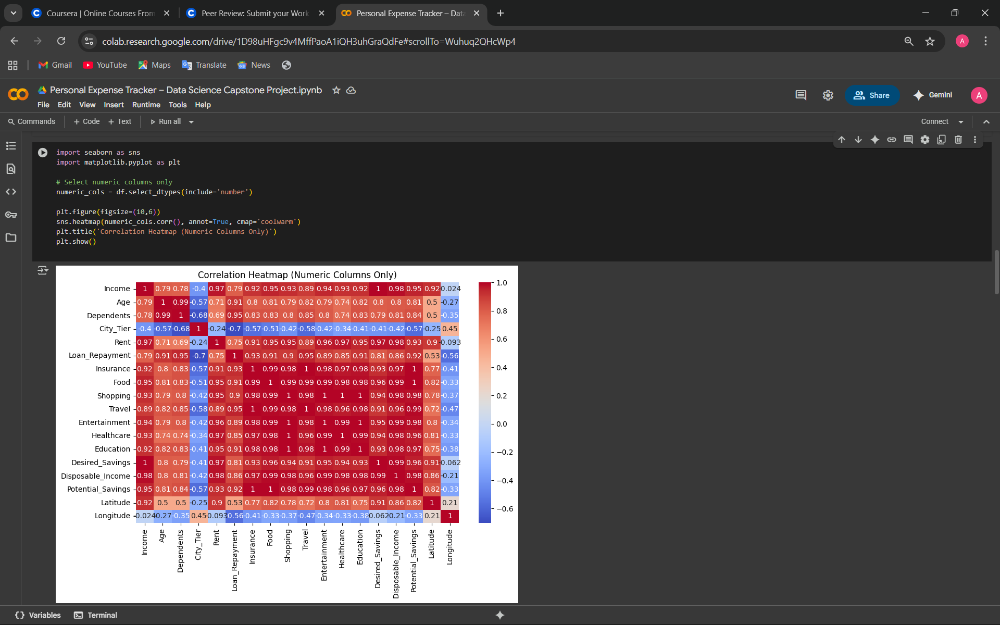 Coursera | Online Courses From
Peer Review: Submit your Work
Personal Expense Tracker – Data
colab.research.google.com/drive/1D98uHFgc9v4MffPaoA1iQH3uhGraQdFe#scrollTo=Wuhuq2QHcWp4
A
Gmail
YouTube
Maps
Translate
News
Personal Expense Tracker – Data Science Capstone Project.ipynb
File Edit View Insert Runtime Tools Help
Share
Gemini
A
Commands + Code + Text Run all
Connect
import seaborn as sns
import matplotlib.pyplot as plt
# Select numeric columns only
numeric_cols = df.select_dtypes(include='number')
plt.figure(figsize=(10,6))
sns.heatmap(numeric_cols.corr(), annot=True, cmap='coolwarm')
plt.title('Correlation Heatmap (Numeric Columns Only)')
plt.show()
Correlation Heatmap (Numeric Columns Only)
Income 1 0.79 0.78 -0.4 0.97 0.79 0.92 0.95 0.93 0.89 0.94 0.93 0.92 1 0.98 0.95 0.92 0.024
Age 0.79 1 0.99 -0.57 0.71 0.91 0.8 0.81 0.79 0.82 0.79 0.74 0.82 0.8 0.8 0.81 0.5 -0.27
Dependents 0.78 0.99 1 -0.68 0.69 0.95 0.83 0.83 0.8 0.85 0.8 0.74 0.83 0.79 0.81 0.84 0.5 -0.35
City_Tier -0.4 -0.57 -0.68 1 -0.24 -0.7 -0.57 -0.51 -0.42 -0.58 -0.42 -0.34 -0.41 -0.41 -0.42 -0.57 -0.25 0.45
Rent 0.97 0.71 0.69 -0.24 1 0.75 0.91 0.95 0.95 0.89 0.96 0.97 0.95 0.97 0.98 0.93 0.9 -0.093
Loan_Repayment 0.79 0.91 0.95 -0.7 0.75 1 0.93 0.91 0.9 0.95 0.89 0.85 0.91 0.81 0.86 0.92 0.53 -0.56
Insurance 0.92 0.8 0.83 -0.57 0.91 0.93 1 0.99 0.98 1 0.98 0.97 0.98 0.93 0.97 1 0.77 -0.41
Food 0.95 0.81 0.83 -0.51 0.95 0.91 0.99 1 0.99 0.99 0.99 0.98 0.98 0.96 0.99 1 0.82 -0.33
Shopping 0.93 0.79 0.8 -0.42 0.95 0.9 0.98 0.99 1 0.98 1 1 1 0.94 0.98 0.98 0.78 -0.37
Travel 0.89 0.82 0.85 -0.58 0.89 0.95 1 0.99 0.98 1 0.98 0.96 0.98 0.91 0.96 0.99 0.72 -0.47
Entertainment 0.94 0.79 0.8 -0.42 0.96 0.89 0.98 0.99 1 0.98 1 0.99 1 0.95 0.99 0.98 0.8 -0.34
Healthcare 0.93 0.74 0.74 -0.34 0.97 0.85 0.97 0.98 1 0.96 0.99 1 0.99 0.94 0.98 0.96 0.81 -0.33
Education 0.92 0.82 0.83 -0.41 0.95 0.91 0.98 0.98 1 0.98 1 0.99 1 0.93 0.98 0.97 0.75 -0.38
Desired_Savings 1 0.8 0.79 -0.41 0.97 0.81 0.93 0.96 0.94 0.91 0.95 0.94 0.93 1 0.99 0.96 0.91 -0.062
Disposable_Income 0.98 0.8 0.81 -0.42 0.98 0.86 0.97 0.99 0.98 0.96 0.99 0.98 0.98 0.99 1 0.98 0.86 -0.21
Potential_Savings 0.95 0.81 0.84 -0.57 0.93 0.92 1 1 0.98 0.99 0.98 0.96 0.97 0.96 0.98 1 0.82 -0.33
Latitude 0.92 0.5 0.5 -0.25 0.9 0.53 0.77 0.82 0.78 0.72 0.8 0.81 0.75 0.91 0.86 0.82 1 0.21
Longitude -0.024 -0.27 -0.35 0.45 -0.093 -0.56 -0.41 -0.33 -0.37 -0.47 -0.34 -0.33 -0.38 -0.062 -0.21 -0.33 0.21 1
Income Age Dependents City_Tier Rent Loan_Repayment Insurance Food Shopping Travel Entertainment Healthcare Education Desired_Savings Disposable_Income Potential_Savings Latitude Longitude
1.0
0.8
0.6
0.4
0.2
0.0
−0.2
−0.4
−0.6
Variables
Terminal